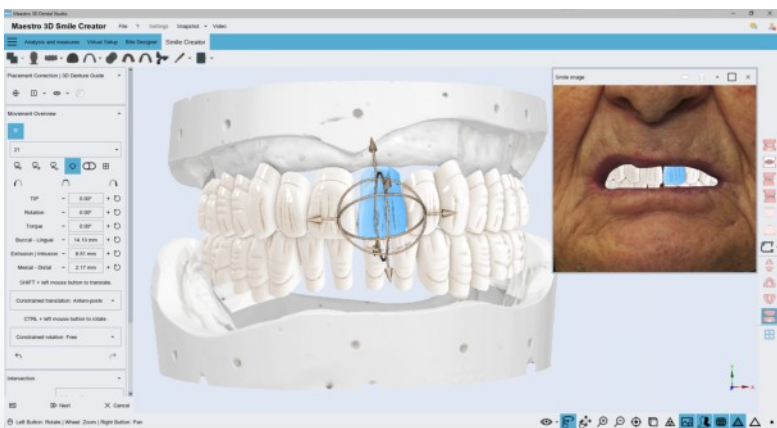 Maestro 3D Dental Studio
Maestro 3D Smile Creator File ? Settings Snapshot Video
Analysis and measures Virtual Setup Bite Designer Smile Creator
Placement Correction | 3D Denture Guide
Smile image
Movement Overview
21
TIP - 0.00° +
Rotation - 0.00° +
Torque - 0.00° +
Buccal - Lingual - 14.13 mm +
Extrusion | Intrusion - 8.51 mm +
Mesial - Distal - 2.17 mm +
SHIFT + left mouse button to translate.
Constrained translation: Antero-poste
CTRL + left mouse button to rotate.
Constrained rotation: Free
Intersection
Next Cancel
Left Button: Rotate | Wheel: Zoom | Right Button: Pan